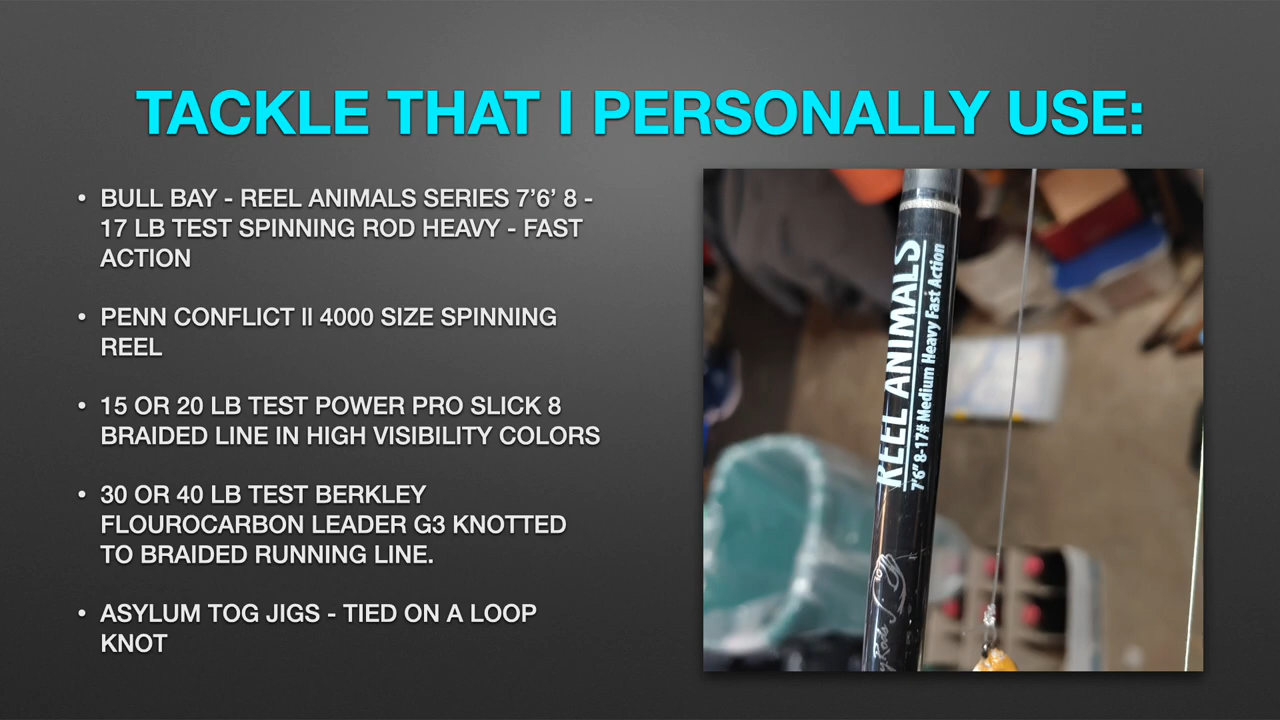 TACKLE THAT I PERSONALLY USE:
• BULL BAY - REEL ANIMALS SERIES 7’6’ 8 -
17 LB TEST SPINNING ROD HEAVY - FAST
ACTION
• PENN CONFLICT II 4000 SIZE SPINNING
REEL
• 15 OR 20 LB TEST POWER PRO SLICK 8
BRAIDED LINE IN HIGH VISIBILITY COLORS
• 30 OR 40 LB TEST BERKLEY
FLOUROCARBON LEADER G3 KNOTTED
TO BRAIDED RUNNING LINE.
• ASYLUM TOG JIGS - TIED ON A LOOP
KNOT
REEL ANIMALS
7'6" 8-17# Medium Heavy Fast Action